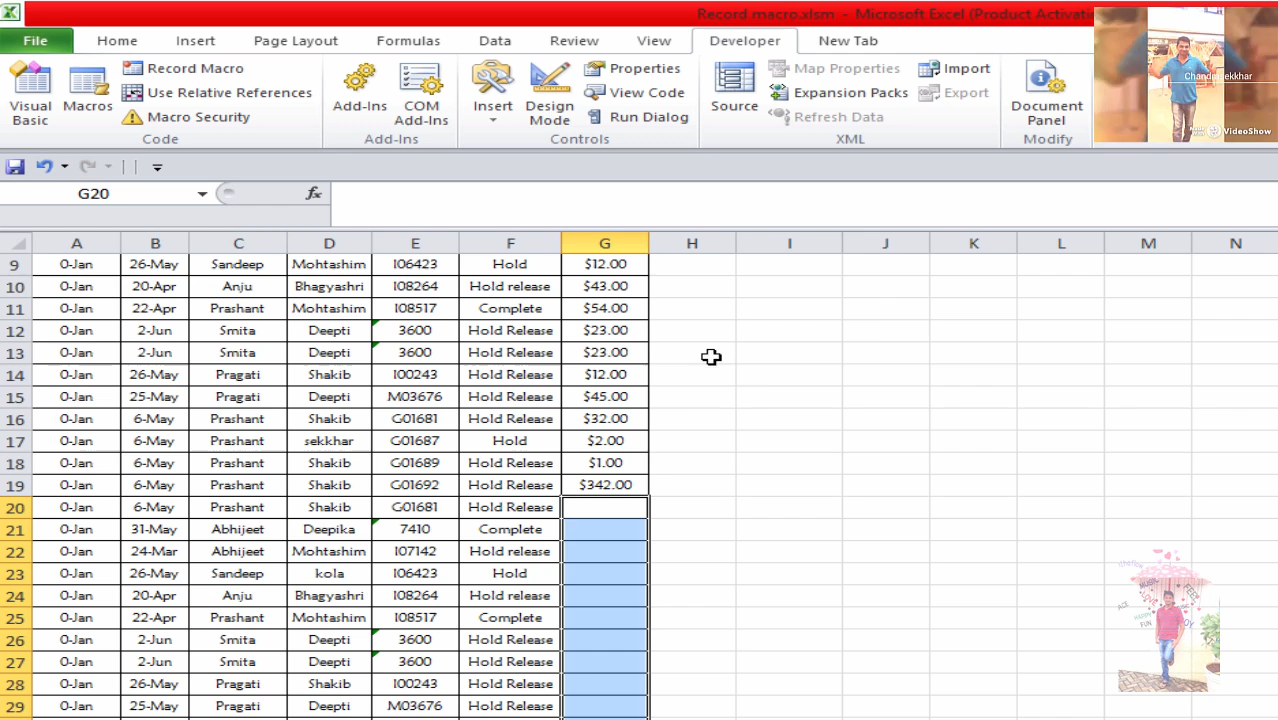 Record macro.xlsm - Microsoft Excel (Product Activati
File Home Insert Page Layout Formulas Data Review View Developer New Tab
Visual Basic
Macros
Record Macro
Use Relative References
Macro Security
Code
Add-Ins
COM Add-Ins
Add-Ins
Insert
Design Mode
Properties
View Code
Run Dialog
Controls
Source
Map Properties
Expansion Packs
Refresh Data
Import
Export
XML
Document Panel
Modify
VideoShow
G20 fx
A B C D E F G H I J K L M N
9 0-Jan 26-May Sandeep Mohtashim I06423 Hold $12.00
10 0-Jan 20-Apr Anju Bhagyashri I08264 Hold release $43.00
11 0-Jan 22-Apr Prashant Mohtashim I08517 Complete $54.00
12 0-Jan 2-Jun Smita Deepti 3600 Hold Release $23.00
13 0-Jan 2-Jun Smita Deepti 3600 Hold Release $23.00
14 0-Jan 26-May Pragati Shakib I00243 Hold Release $12.00
15 0-Jan 25-May Pragati Deepti M03676 Hold Release $45.00
16 0-Jan 6-May Prashant Shakib G01681 Hold Release $32.00
17 0-Jan 6-May Prashant sekkhar G01687 Hold $2.00
18 0-Jan 6-May Prashant Shakib G01689 Hold Release $1.00
19 0-Jan 6-May Prashant Shakib G01692 Hold Release $342.00
20 0-Jan 6-May Prashant Shakib G01681 Hold Release
21 0-Jan 31-May Abhijeet Deepika 7410 Complete
22 0-Jan 24-Mar Abhijeet Mohtashim I07142 Hold release
23 0-Jan 26-May Sandeep kola I06423 Hold
24 0-Jan 20-Apr Anju Bhagyashri I08264 Hold release
25 0-Jan 22-Apr Prashant Mohtashim I08517 Complete
26 0-Jan 2-Jun Smita Deepti 3600 Hold Release
27 0-Jan 2-Jun Smita Deepti 3600 Hold Release
28 0-Jan 26-May Pragati Shakib I00243 Hold Release
29 0-Jan 25-May Pragati Deepti M03676 Hold Release